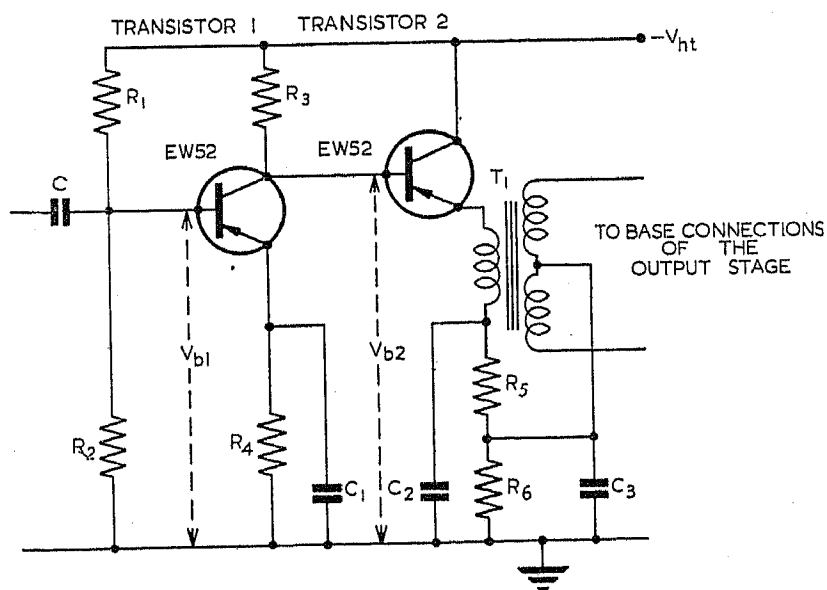 TRANSISTOR 1 TRANSISTOR 2
-Vht
R1
R3
EW52
EW52
C
T1
TO BASE CONNECTIONS
OF THE
OUTPUT STAGE
Vb1
Vb2
R5
R2
R4
C1
C2
R6
C3